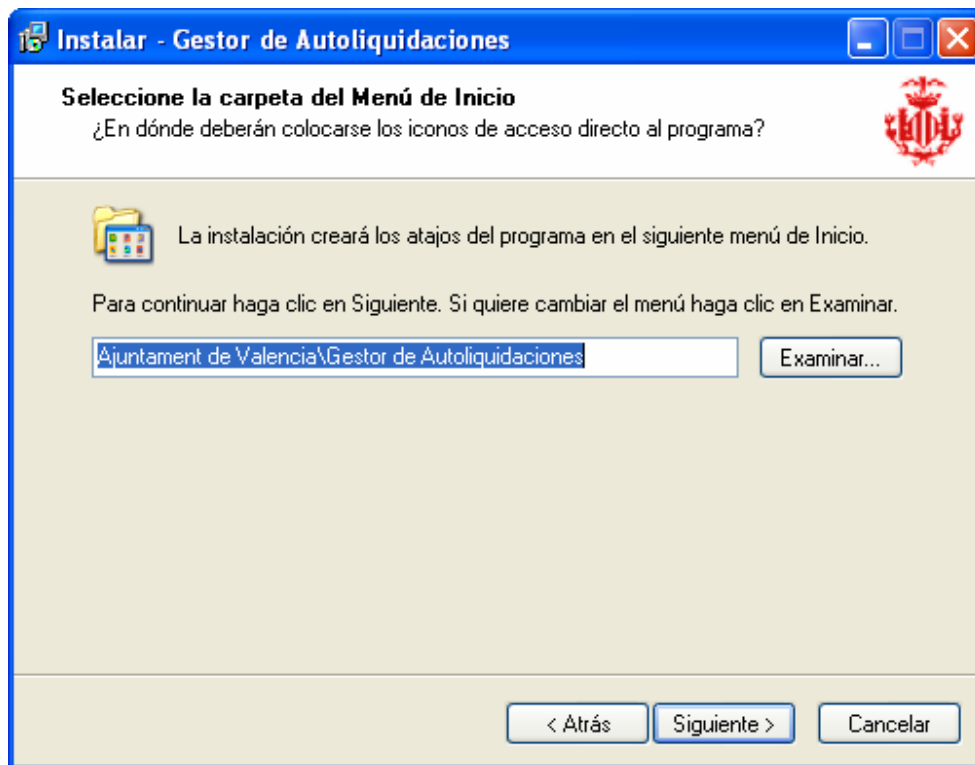 Instalar - Gestor de Autoliquidaciones
Seleccione la carpeta del Menú de Inicio
¿En dónde deberán colocarse los iconos de acceso directo al programa?
La instalación creará los atajos del programa en el siguiente menú de Inicio.
Para continuar haga clic en Siguiente. Si quiere cambiar el menú haga clic en Examinar.
Ajuntament de Valencia\Gestor de Autoliquidaciones
Examinar...
< Atrás
Siguiente >
Cancelar